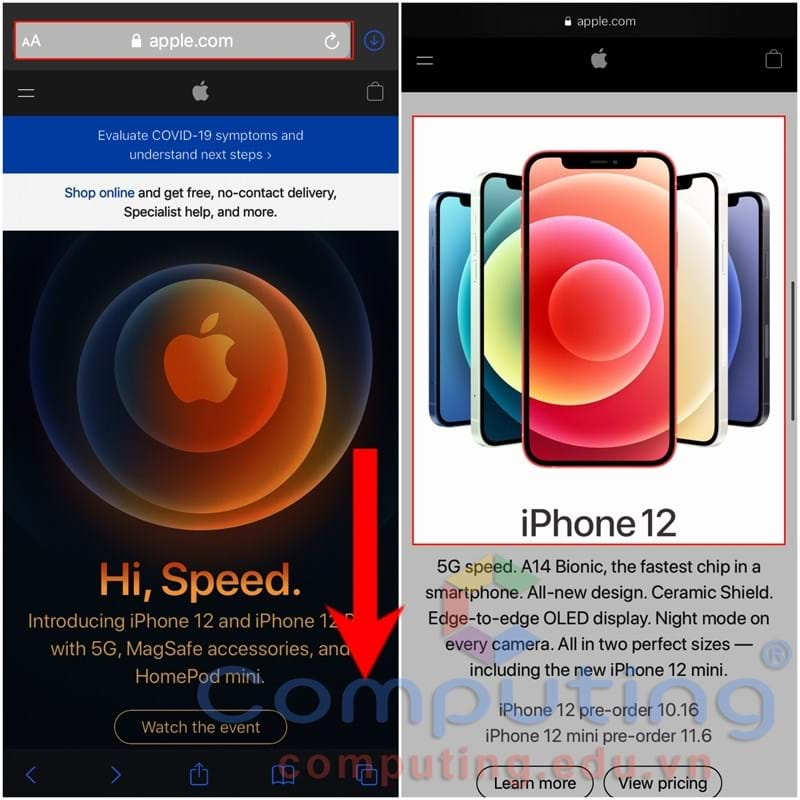 AA apple.com
Evaluate COVID-19 symptoms and
understand next steps >
Shop online and get free, no-contact delivery,
Specialist help, and more.
Hi, Speed.
Introducing iPhone 12 and iPhone 12
with 5G, MagSafe accessories, and
HomePod mini.
Watch the event
apple.com
iPhone 12
5G speed. A14 Bionic, the fastest chip in a
smartphone. All-new design. Ceramic Shield.
Edge-to-edge OLED display. Night mode on
every camera. All in two perfect sizes —
including the new iPhone 12 mini.
iPhone 12 pre-order 10.16
iPhone 12 mini pre-order 11.6
Learn more
View pricing
Computing®
computing.edu.vn